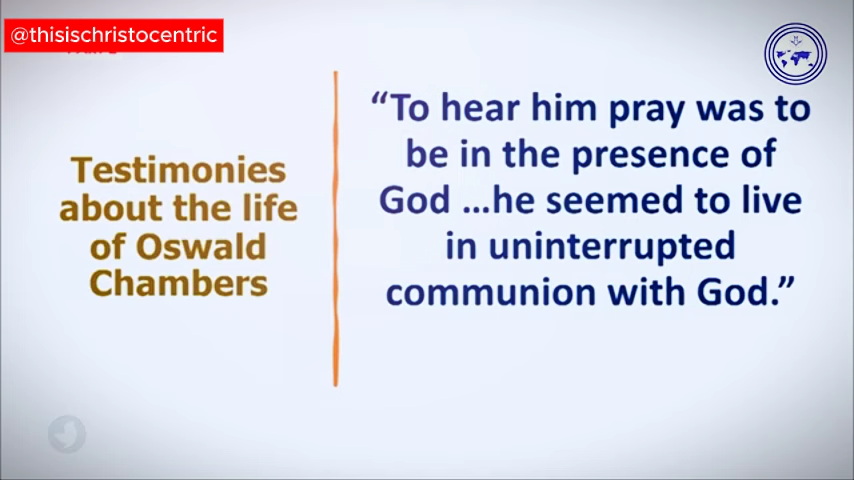 @thisischristocentric
Testimonies
about the life
of Oswald
Chambers
“To hear him pray was to
be in the presence of
God ...he seemed to live
in uninterrupted
communion with God.”